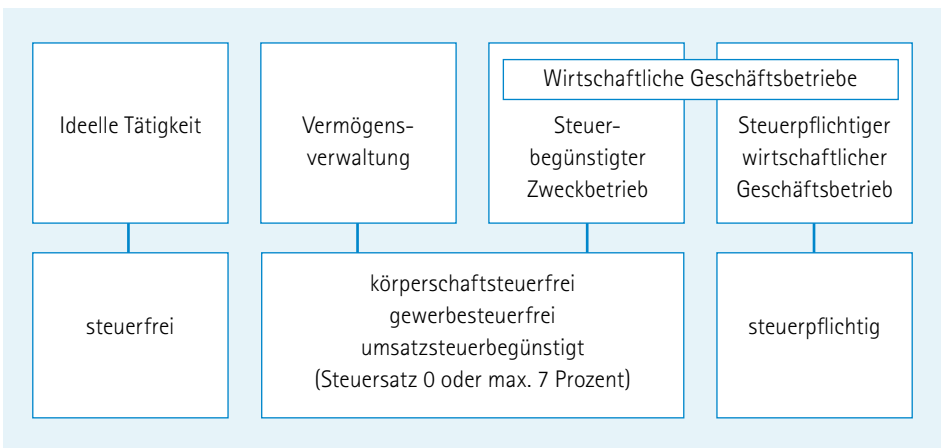 Ideelle Tätigkeit
Vermögens-
verwaltung
Wirtschaftliche Geschäftsbetriebe
Steuer-
begünstigter
Zweckbetrieb
Steuerpflichtiger
wirtschaftlicher
Geschäftsbetrieb
steuerfrei
körperschaftsteuerfrei
gewerbesteuerfrei
umsatzsteuerbegünstigt
(Steuersatz 0 oder max. 7 Prozent)
steuerpflichtig